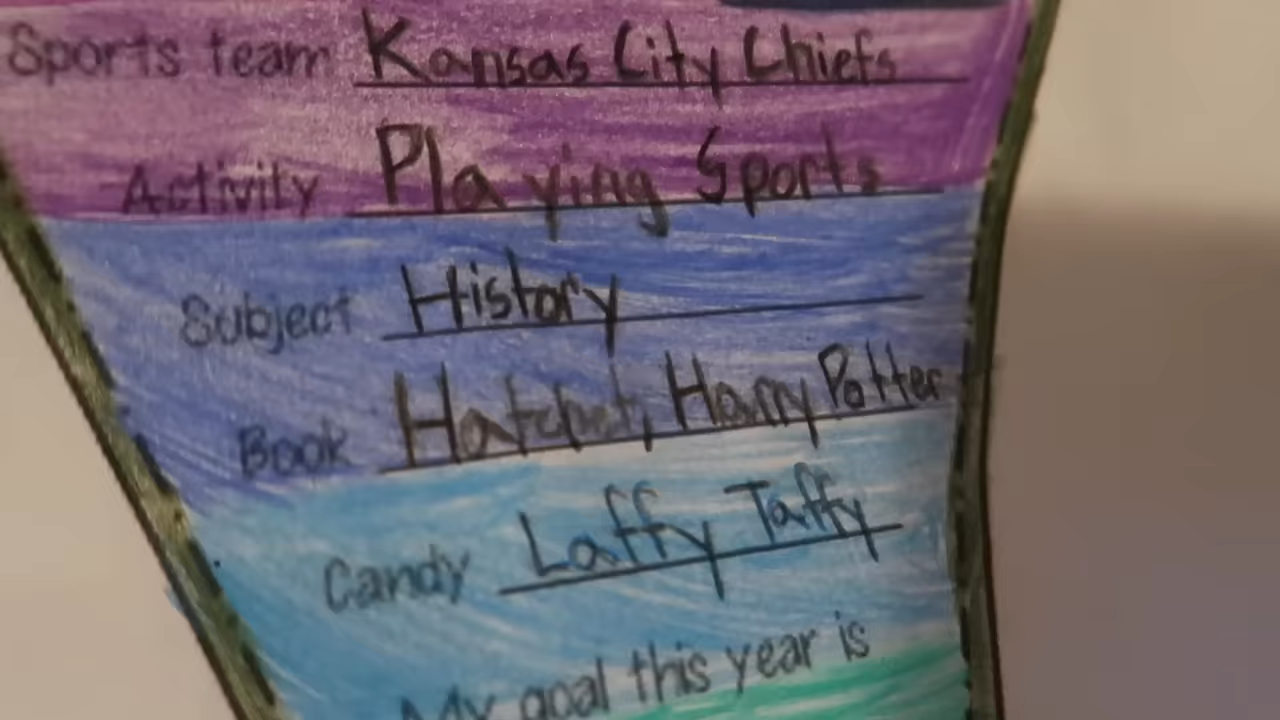 Sports team Kansas City Chiefs
Activity Playing Sports
Subject History
Book Hatchet, Harry Potter
Candy Laffy Taffy
My goal this year is